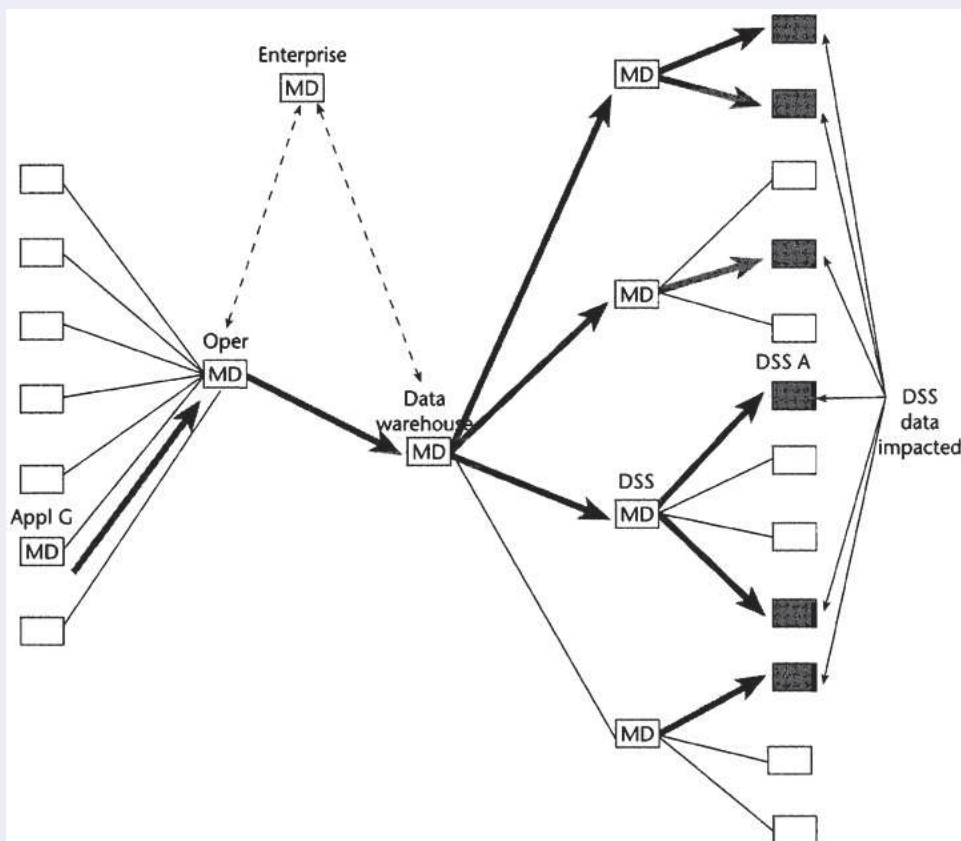 Enterprise
MD
MD
MD
Oper
MD
DSS A
Data
warehouse
MD
DSS
data
impacted
DSS
MD
Appl G
MD
MD